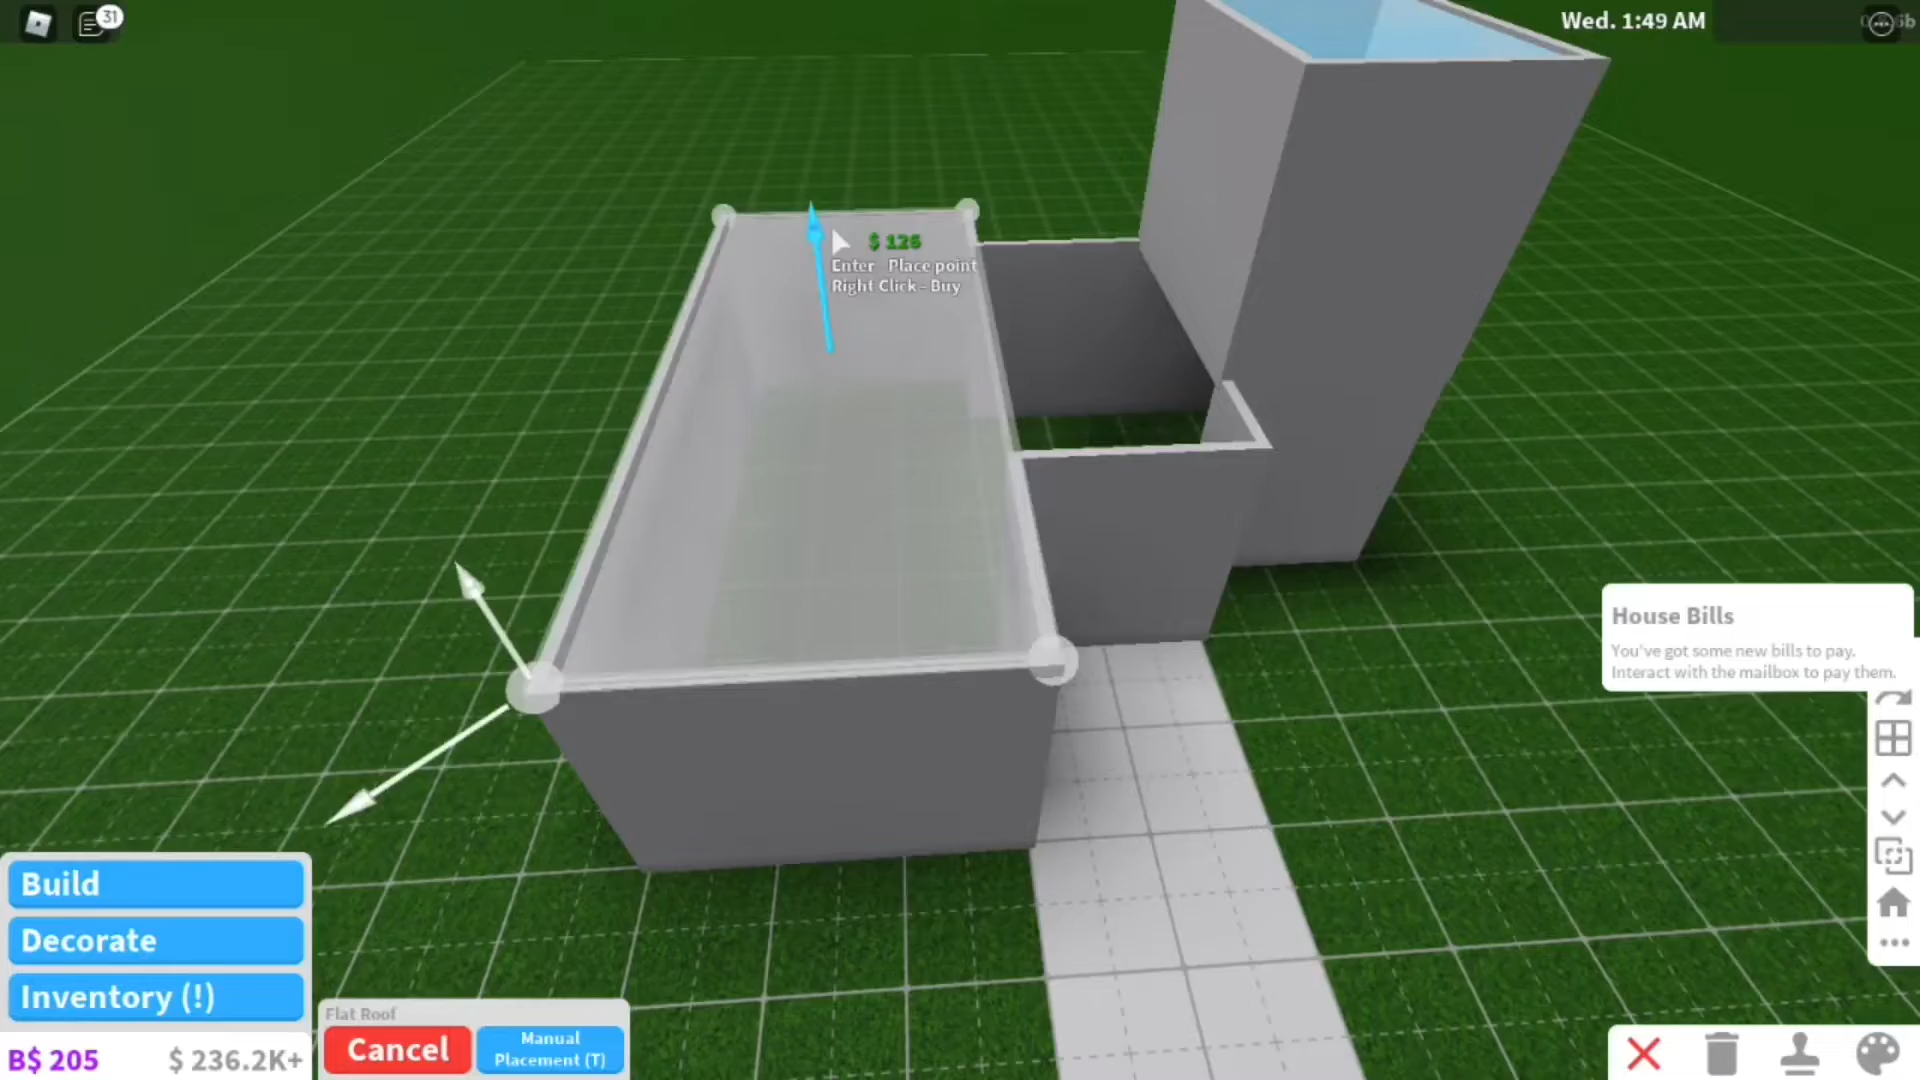 31
Wed. 1:49 AM
$ 126
Enter - Place point
Right Click - Buy
House Bills
You've got some new bills to pay.
Interact with the mailbox to pay them.
Build
Decorate
Inventory (!)
B$ 205
$ 236.2K+
Flat Roof
Cancel
Manual
Placement (T)